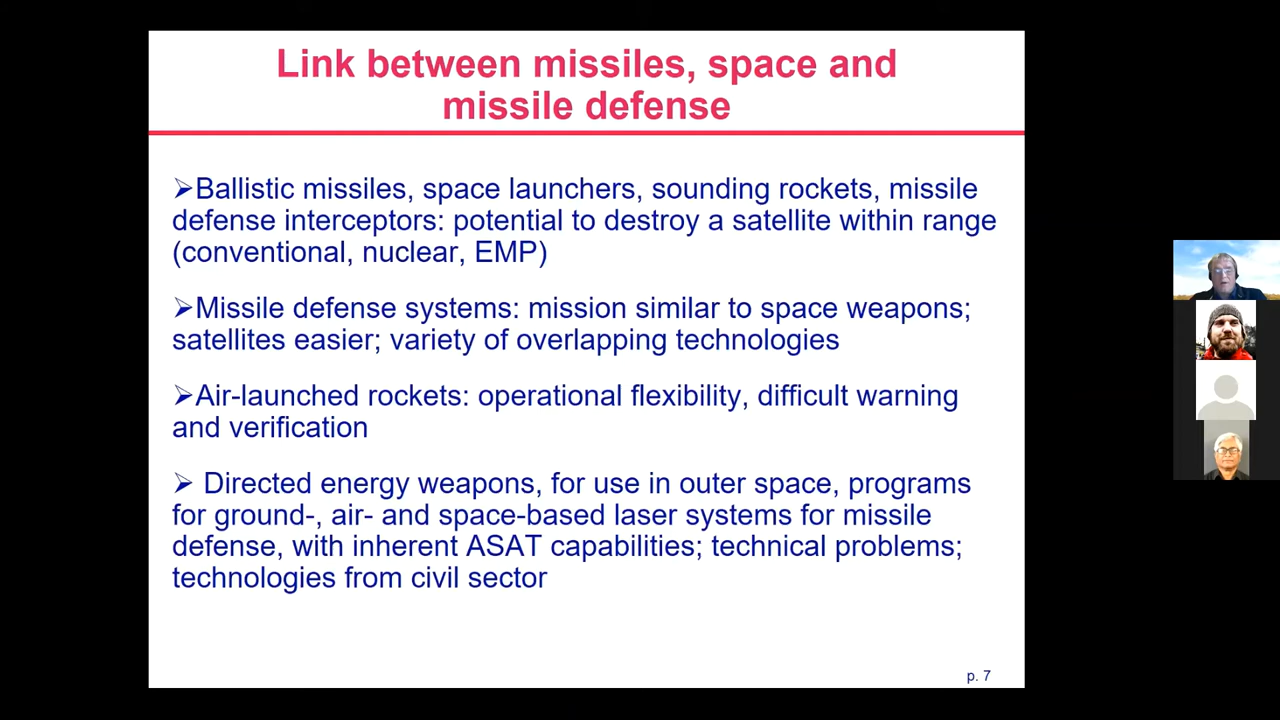 Link between missiles, space and
missile defense
➢Ballistic missiles, space launchers, sounding rockets, missile
defense interceptors: potential to destroy a satellite within range
(conventional, nuclear, EMP)
➢Missile defense systems: mission similar to space weapons;
satellites easier; variety of overlapping technologies
➢Air-launched rockets: operational flexibility, difficult warning
and verification
➢ Directed energy weapons, for use in outer space, programs
for ground-, air- and space-based laser systems for missile
defense, with inherent ASAT capabilities; technical problems;
technologies from civil sector
p. 7